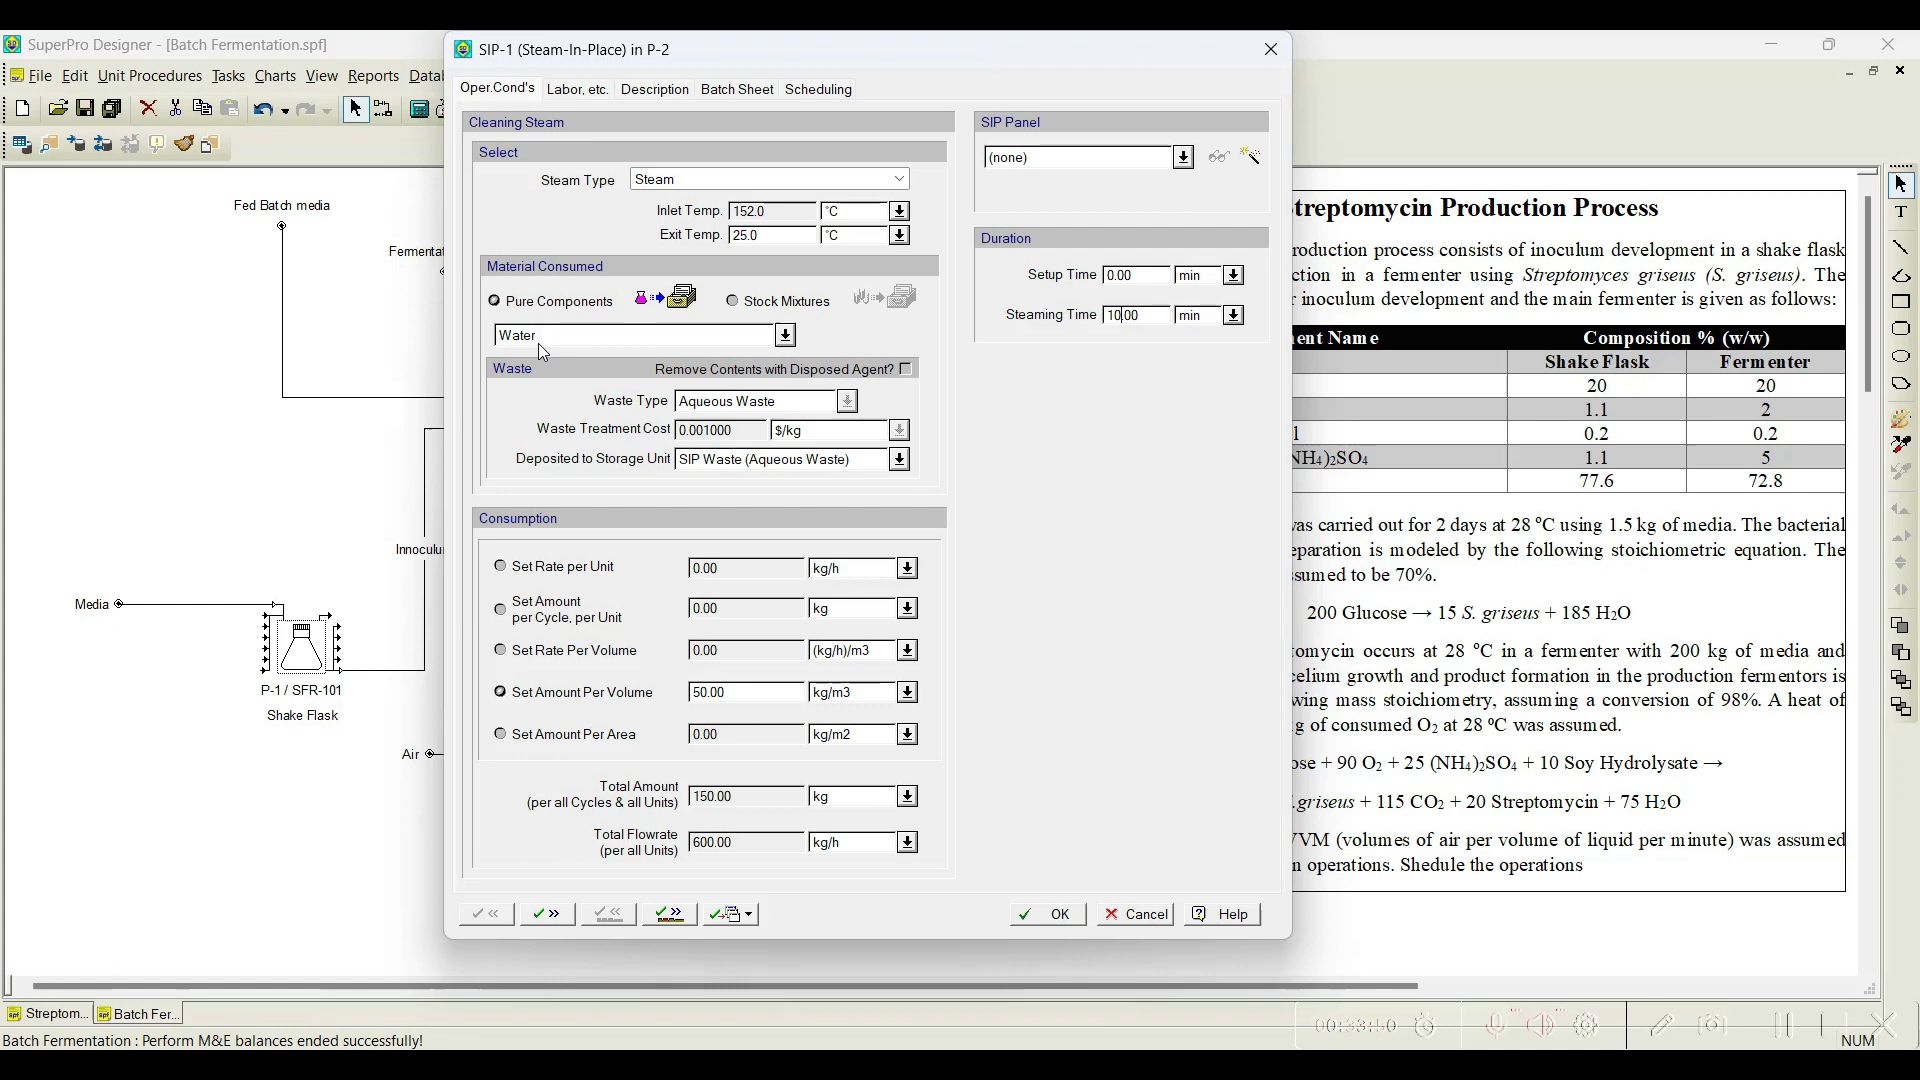 SuperPro Designer - [Batch Fermentation.spf]
File Edit Unit Procedures Tasks Charts View Reports Datab
SIP-1 (Steam-In-Place) in P-2
Oper.Cond's Labor, etc. Description Batch Sheet Scheduling
Cleaning Steam
Select
Steam Type Steam
Inlet Temp. 152.0 °C
Exit Temp. 25.0 °C
Material Consumed
Pure Components Stock Mixtures
Water
Waste Remove Contents with Disposed Agent?
Waste Type Aqueous Waste
Waste Treatment Cost 0.001000 $/kg
Deposited to Storage Unit SIP Waste (Aqueous Waste)
Consumption
Set Rate per Unit 0.00 kg/h
Set Amount
per Cycle, per Unit 0.00 kg
Set Rate Per Volume 0.00 (kg/h)/m3
Set Amount Per Volume 50.00 kg/m3
Set Amount Per Area 0.00 kg/m2
Total Amount
(per all Cycles & all Units) 150.00 kg
Total Flowrate
(per all Units) 600.00 kg/h
SIP Panel
(none)
Duration
Setup Time 0.00 min
Steaming Time 10.00 min
OK Cancel Help
Fed Batch media
Fermenta
Innoculu
Media
P-1 / SFR-101
Shake Flask
Air
treptomycin Production Process
roduction process consists of inoculum development in a shake flask
ction in a fermenter using Streptomyces griseus (S. griseus). The
r inoculum development and the main fermenter is given as follows:
ent Name Composition % (w/w)
Shake Flask Fermenter
20 20
1.1 2
l 0.2 0.2
NH₄)₂SO₄ 1.1 5
77.6 72.8
was carried out for 2 days at 28 ºC using 1.5 kg of media. The bacterial
eparation is modeled by the following stoichiometric equation. The
sumed to be 70%.
200 Glucose → 15 S. griseus + 185 H₂O
omycin occurs at 28 ºC in a fermenter with 200 kg of media and
celium growth and product formation in the production fermentors is
wing mass stoichiometry, assuming a conversion of 98%. A heat of
g of consumed O₂ at 28 ºC was assumed.
ose + 90 O₂ + 25 (NH₄)₂SO₄ + 10 Soy Hydrolysate →
.griseus + 115 CO₂ + 20 Streptomycin + 75 H₂O
VVM (volumes of air per volume of liquid per minute) was assumed
n operations. Shedule the operations
T
Streptom... Batch Fer...
00:33:50
Batch Fermentation : Perform M&E balances ended successfully! NUM